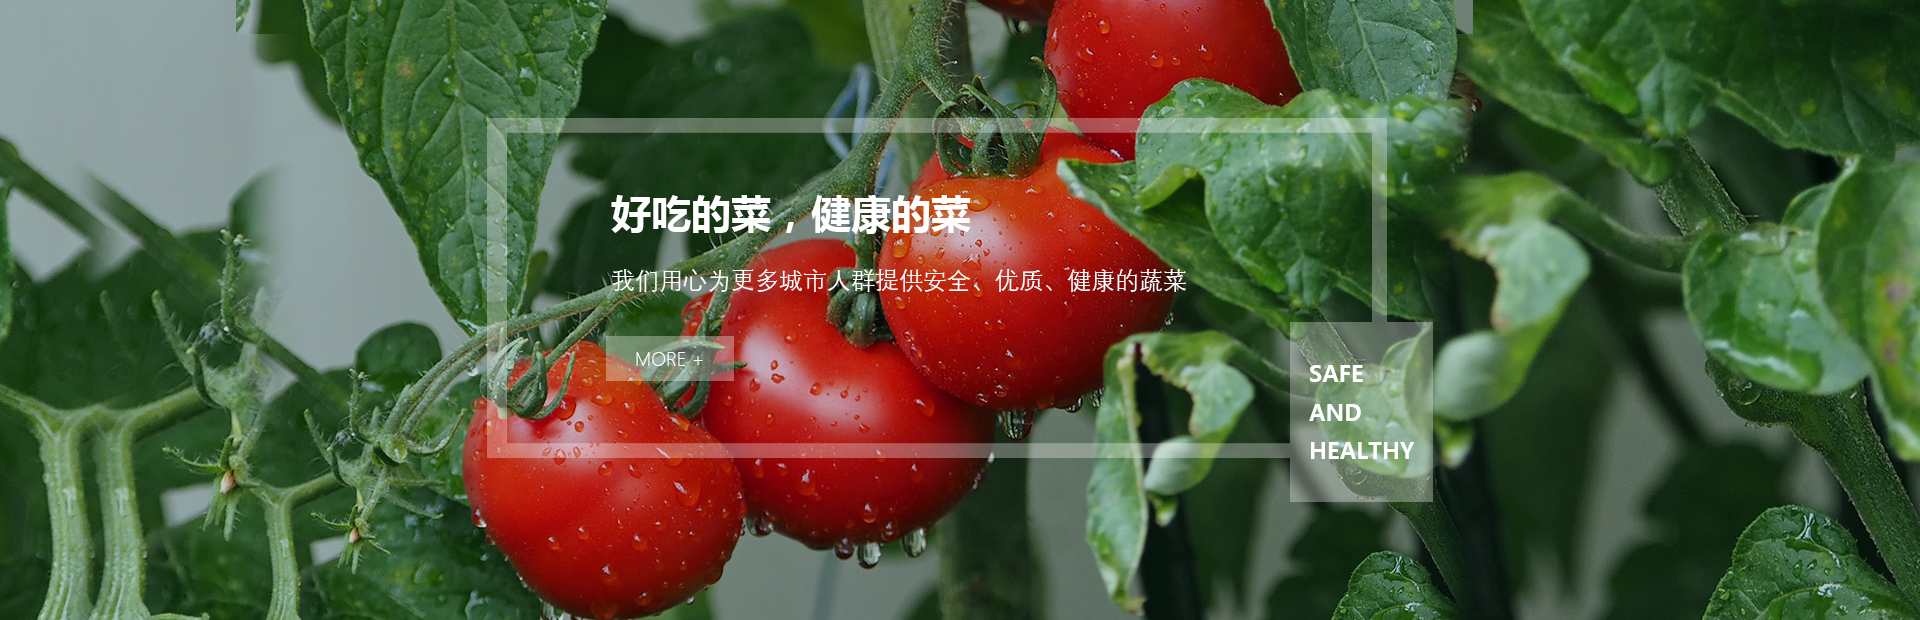 好吃的菜，健康的菜
我们用心为更多城市人群提供安全、优质、健康的蔬菜
MORE +
SAFE
AND
HEALTHY